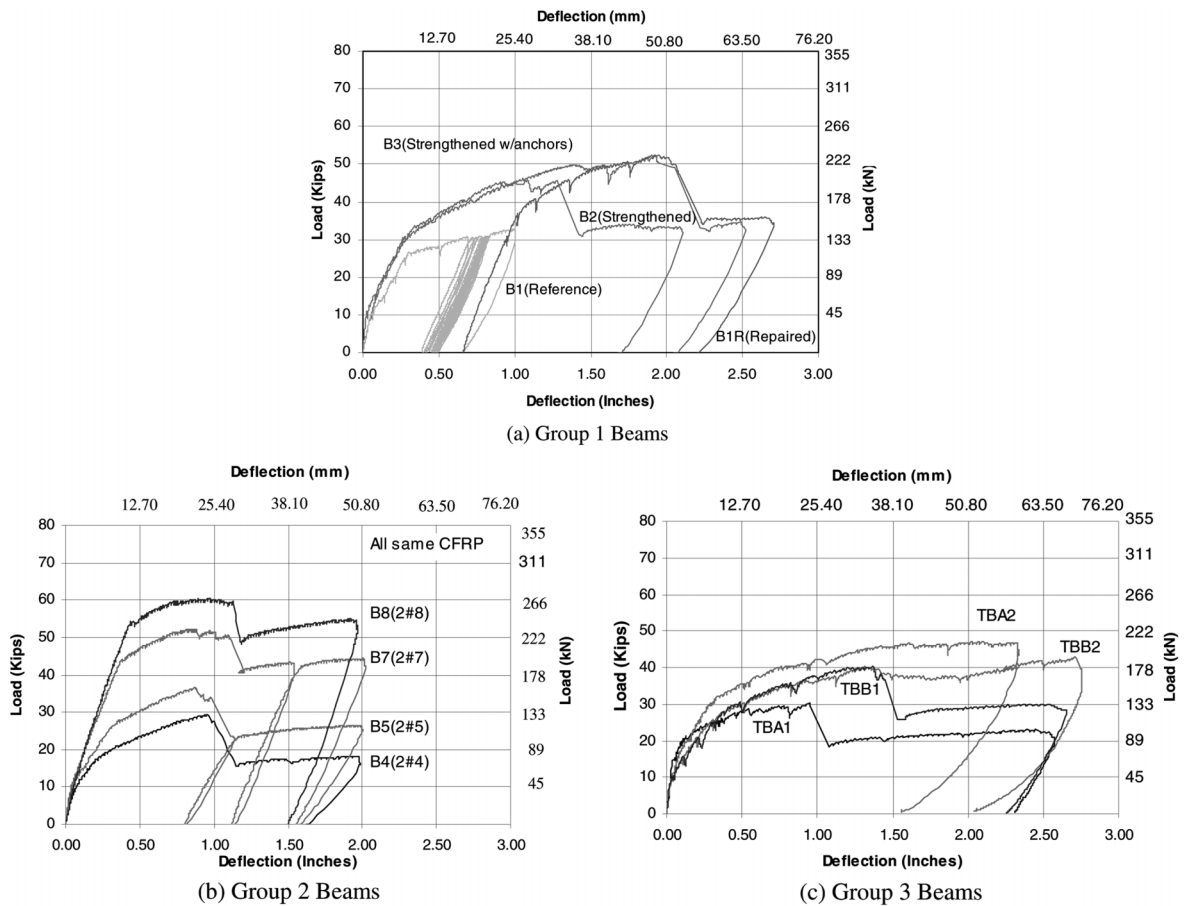 Deflection (mm)
12.70 25.40 38.10 50.80 63.50 76.20
80 355
70 311
60 266
B3(Strengthened w/anchors)
50 222
Load (Kips) Load (kN)
40 178
B2(Strengthened)
30 133
B1(Reference)
20 89
10 45
B1R(Repaired)
0
0.00 0.50 1.00 1.50 2.00 2.50 3.00
Deflection (Inches)
(a) Group 1 Beams
Deflection (mm)
12.70 25.40 38.10 50.80 63.50 76.20
80 355
All same CFRP
70 311
60 266
B8(2#8)
50 222
Load (Kips) Load (kN)
B7(2#7)
40 178
30 133
B5(2#5)
20 89
B4(2#4)
10 45
0
0.00 0.50 1.00 1.50 2.00 2.50 3.00
Deflection (Inches)
(b) Group 2 Beams
Deflection (mm)
12.70 25.40 38.10 50.80 63.50 76.20
80 355
70 311
60 266
TBA2
50 222
TBB2
Load (Kips) Load (kN)
40 178
TBB1
30 133
TBA1
20 89
10 45
0
0.00 0.50 1.00 1.50 2.00 2.50 3.00
Deflection (Inches)
(c) Group 3 Beams